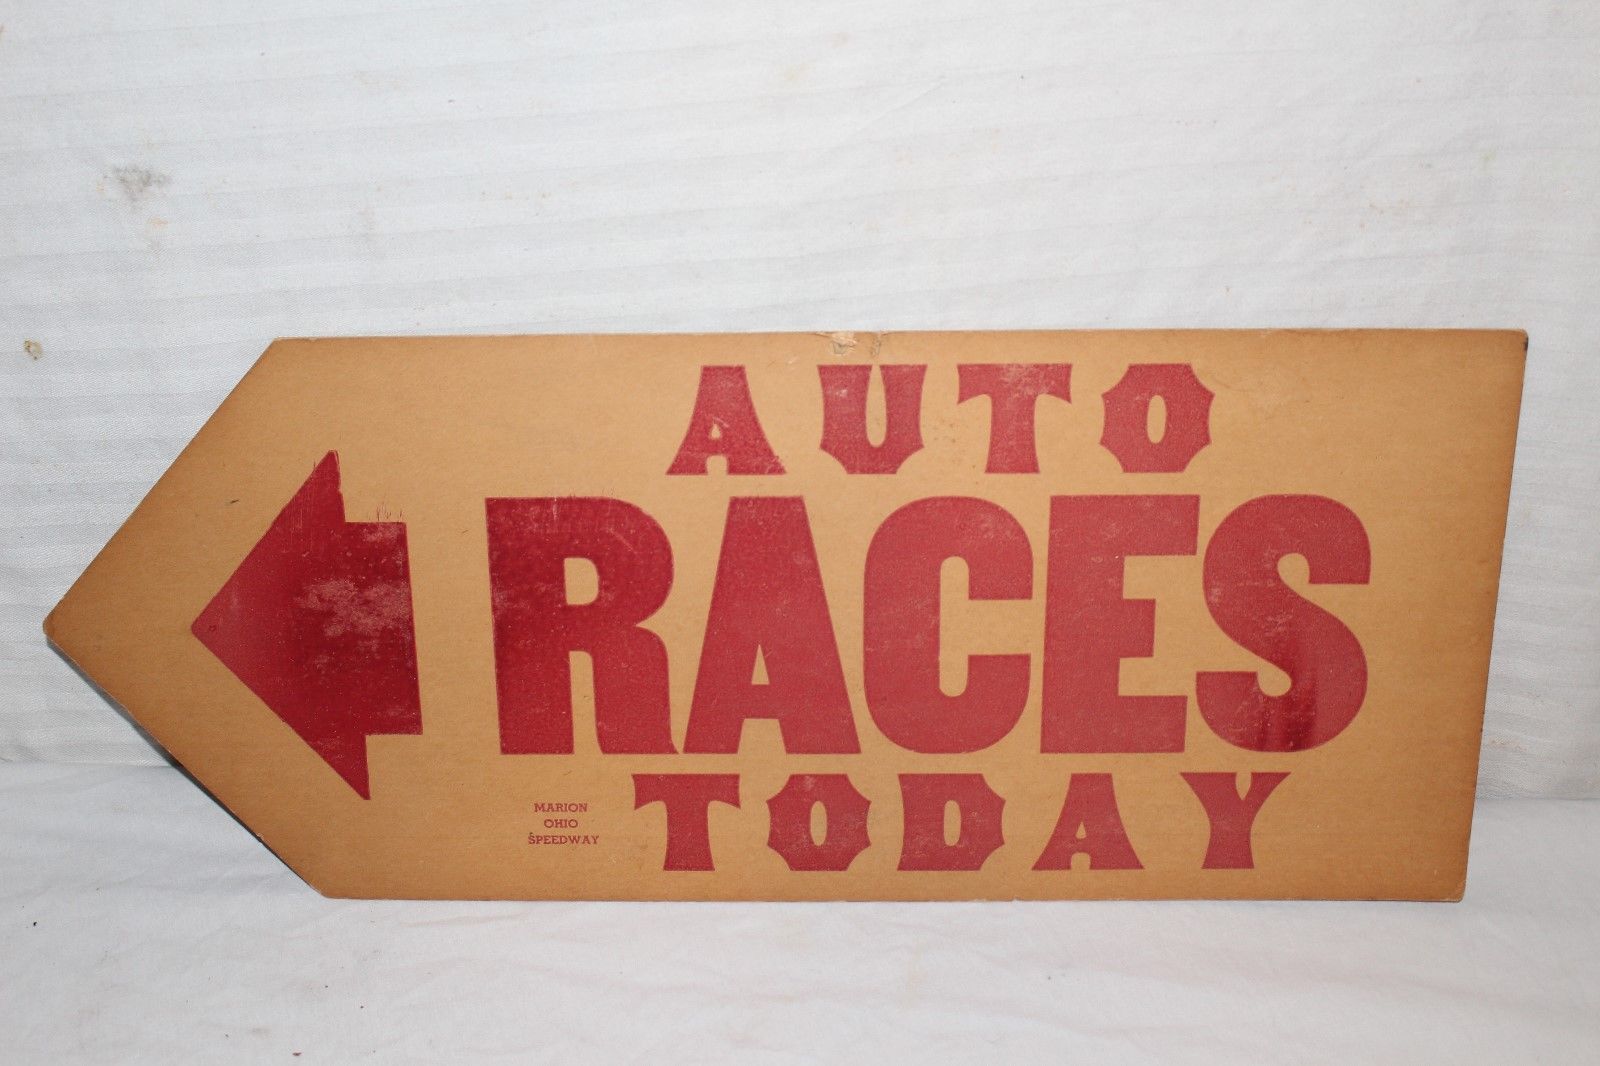 AUTO
RACES
TODAY
MARION
OHIO
SPEEDWAY